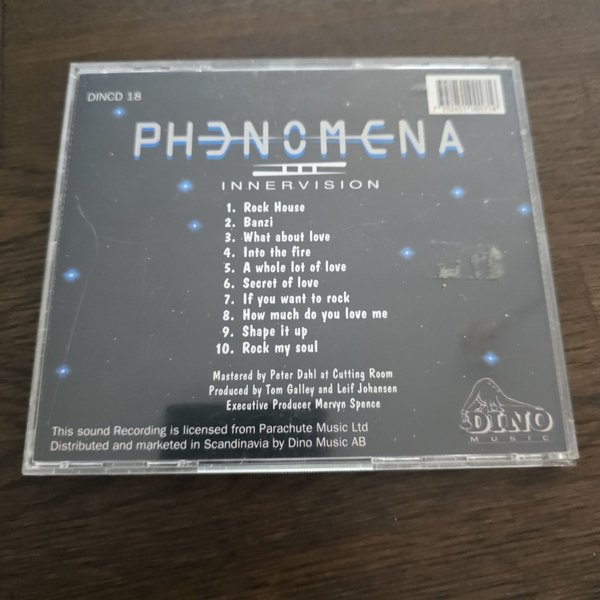 DINCD 18
PHENOMENA
III
INNERVISION
1. Rock House
2. Banzi
3. What about love
4. Into the fire
5. A whole lot of love
6. Secret of love
7. If you want to rock
8. How much do you love me
9. Shape it up
10. Rock my soul
Mastered by Peter Dahl at Cutting Room
Produced by Tom Galley and Leif Johansen
Executive Producer Mervyn Spence
This sound Recording is licensed from Parachute Music Ltd
Distributed and marketed in Scandinavia by Dino Music AB
DINO
MUSIC